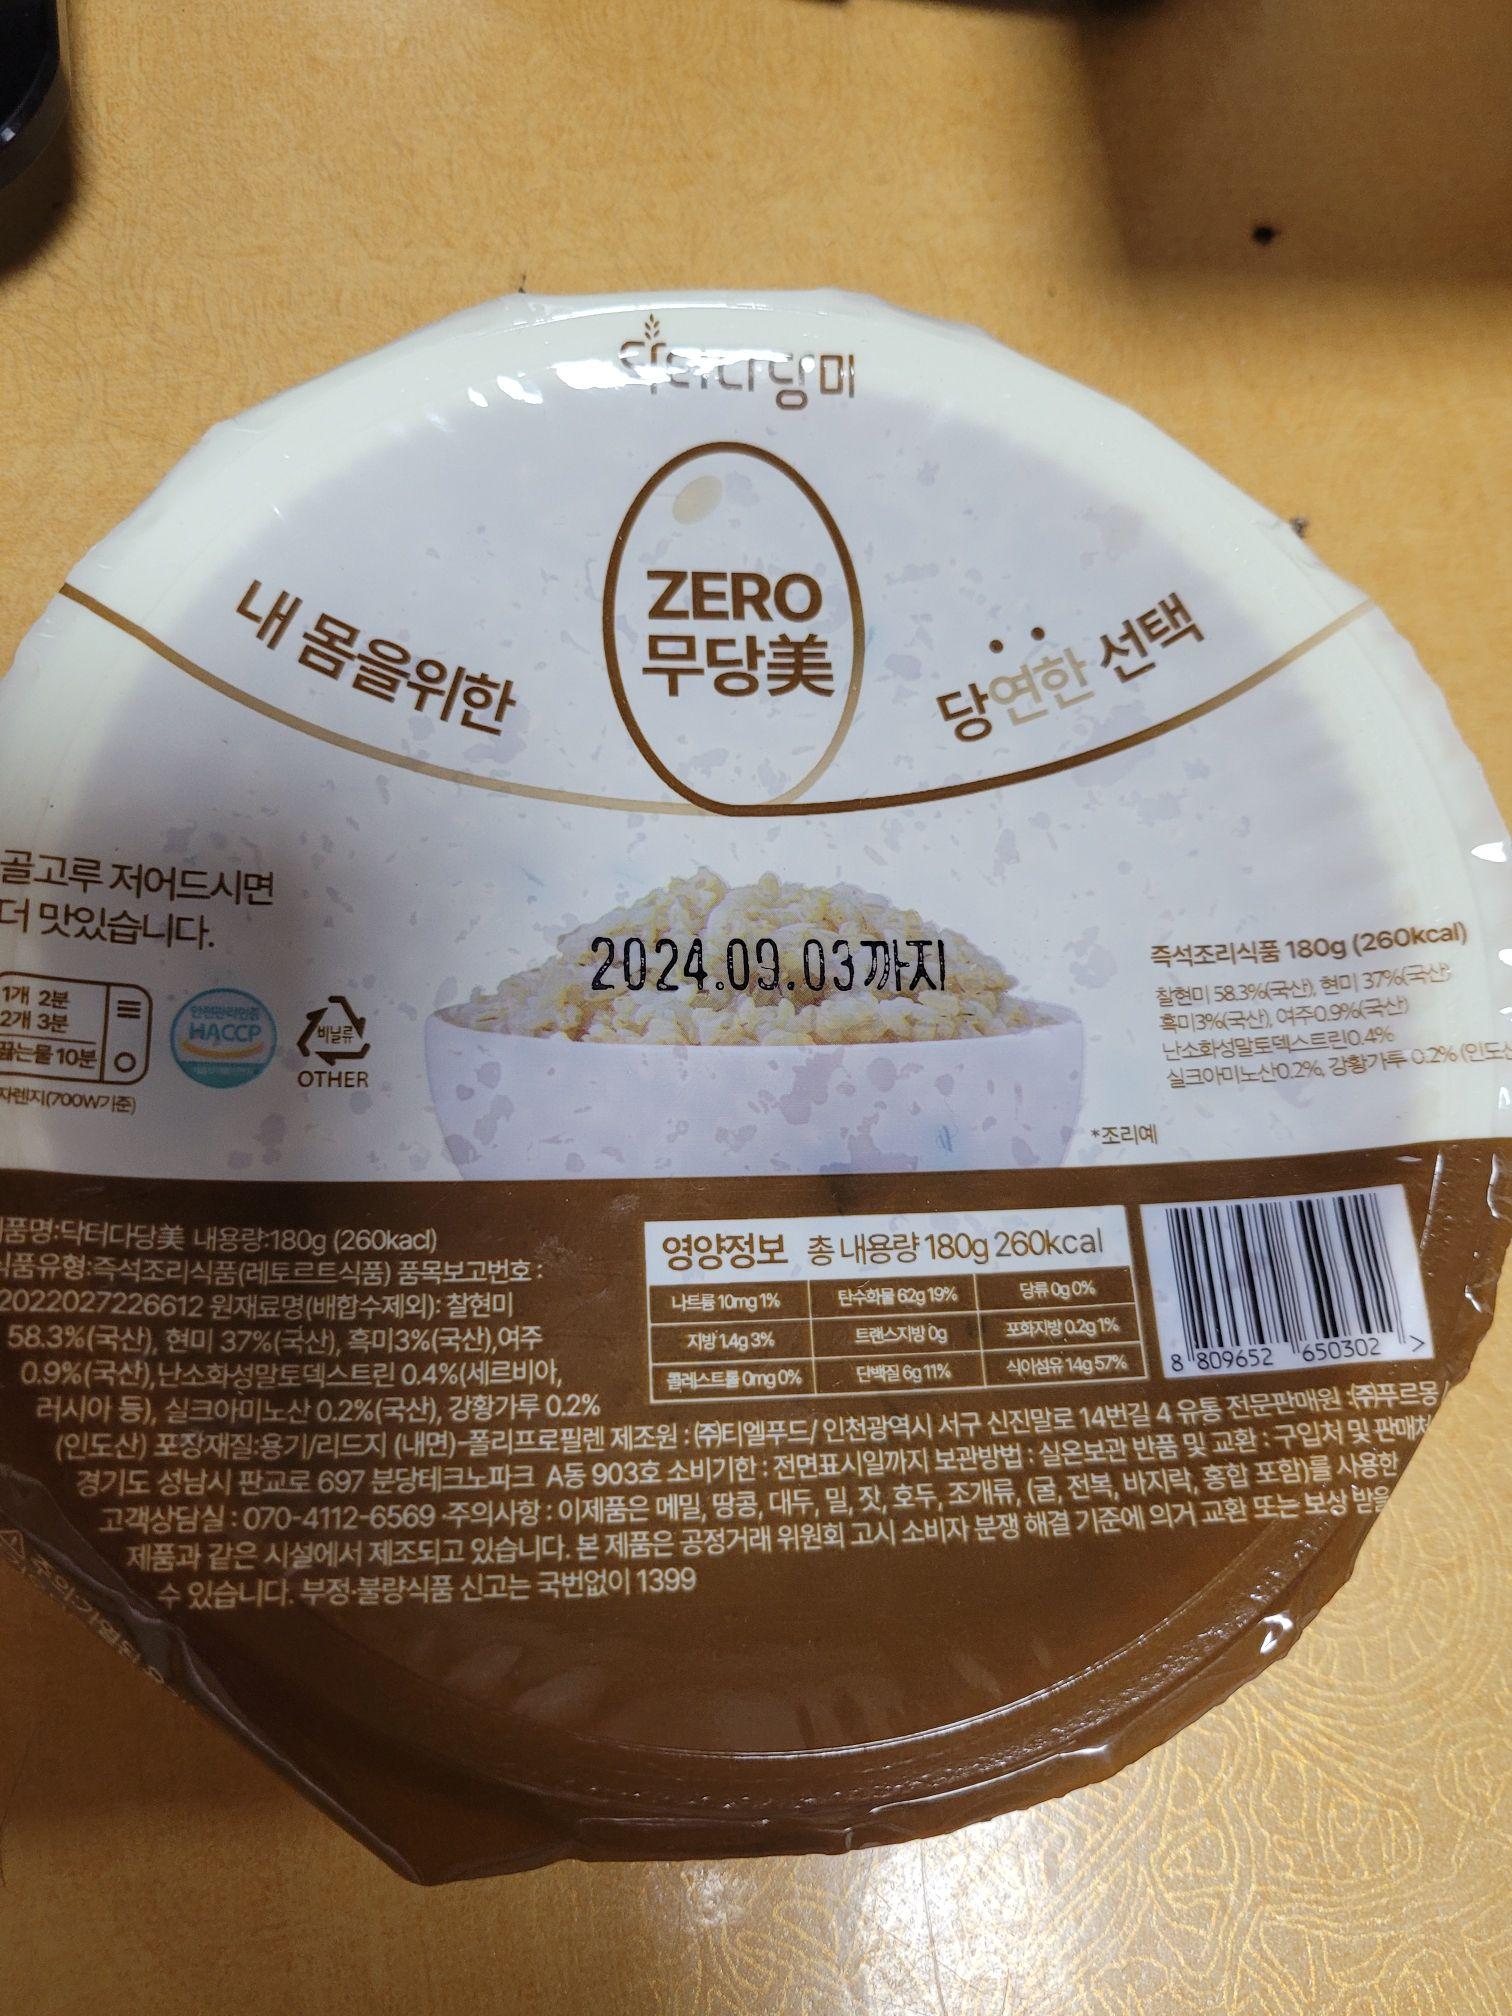 닥터다당미
ZERO
무당美
내 몸을위한
당연한 선택
골고루 저어드시면
더 맛있습니다.
2024.09.03까지
1개 2분
2개 3분
끓는물 10분
자렌지(700W기준)
안전관리인증
HACCP
비닐류
OTHER
즉석조리식품 180g (260kcal)
찰현미 58.3%(국산), 현미 37%(국산)
흑미3%(국산), 여주0.9%(국산)
난소화성말토덱스트린0.4%
실크아미노산0.2%, 강황가루 0.2% (인도산
*조리예
품명:닥터다당美 내용량:180g (260kacl)
식품유형:즉석조리식품(레토르트식품) 품목보고번호 :
2022027226612 원재료명(배합수제외): 찰현미
58.3%(국산), 현미 37%(국산), 흑미3%(국산),여주
0.9%(국산),난소화성말토덱스트린 0.4%(세르비아,
러시아 등), 실크아미노산 0.2%(국산), 강황가루 0.2%
(인도산) 포장재질:용기/리드지 (내면)-폴리프로필렌 제조원 : ㈜티엘푸드/ 인천광역시 서구 신진말로 14번길 4 유통 전문판매원 : ㈜푸르몽
경기도 성남시 판교로 697 분당테크노파크 A동 903호 소비기한 : 전면표시일까지 보관방법 : 실온보관 반품 및 교환 : 구입처 및 판매처
고객상담실 : 070-4112-6569 ·주의사항 : 이제품은 메밀, 땅콩, 대두, 밀, 잣, 호두, 조개류, (굴, 전복, 바지락, 홍합 포함)를 사용한
제품과 같은 시설에서 제조되고 있습니다. 본 제품은 공정거래 위원회 고시 소비자 분쟁 해결 기준에 의거 교환 또는 보상 받을
수 있습니다. 부정·불량식품 신고는 국번없이 1399
영양정보 총 내용량 180g 260kcal
나트륨 10mg 1% 탄수화물 62g 19% 당류 0g 0%
지방 1.4g 3% 트랜스지방 0g 포화지방 0.2g 1%
콜레스트롤 0mg 0% 단백질 6g 11% 식이섬유 14g 57%
8 809652 650302 >